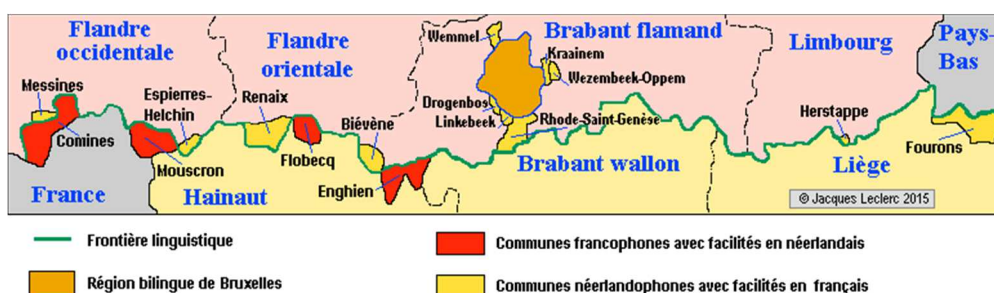 Flandre
occidentale
Flandre
orientale
Brabant flamand
Limbourg
Pays-
Bas
Wemmel
Kraainem
Wezembeek-Oppem
Messines
Espierres-
Helchin
Renaix
Drogenbos
Linkebeek
Rhode-Saint-Genèse
Herstappe
Comines
Mouscron
Flobecq
Biévène
Enghien
Fourons
France
Hainaut
Brabant wallon
Liège
© Jacques Leclerc 2015
Frontière linguistique
Communes francophones avec facilités en néerlandais
Région bilingue de Bruxelles
Communes néerlandophones avec facilités en français